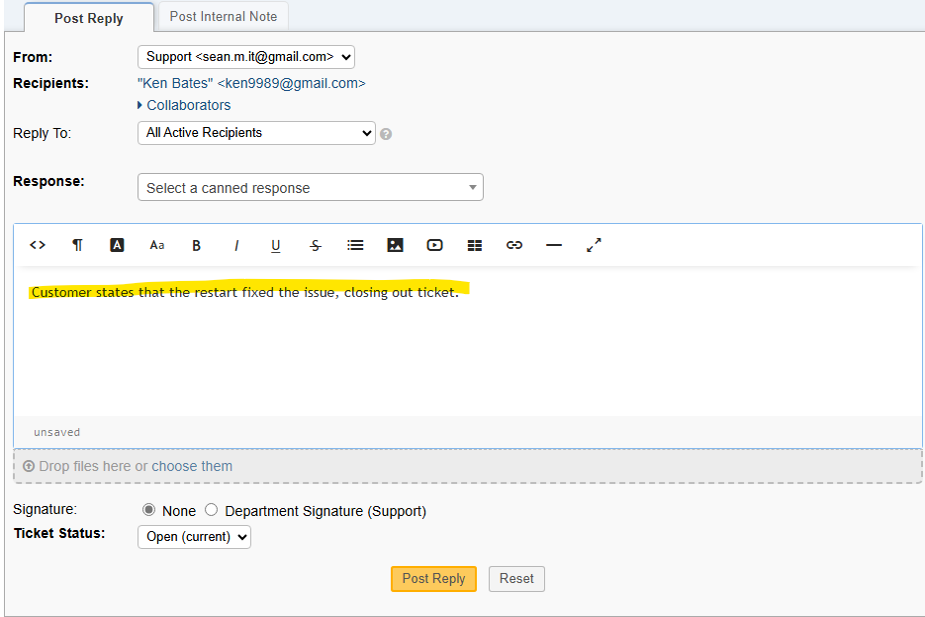 Post Reply
Post Internal Note
From:
Support <sean.m.it@gmail.com>
Recipients:
"Ken Bates" <ken9989@gmail.com>
Collaborators
Reply To:
All Active Recipients
?
Response:
Select a canned response
<> ¶ A Aa B I U S
Customer states that the restart fixed the issue, closing out ticket.
unsaved
Drop files here or choose them
Signature:
None
Department Signature (Support)
Ticket Status:
Open (current)
Post Reply
Reset